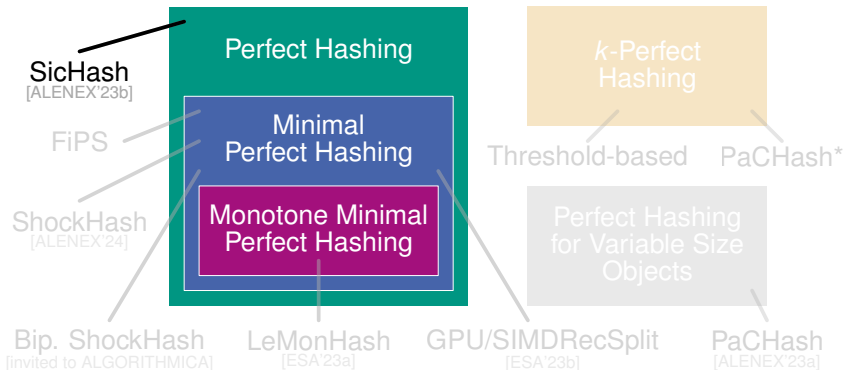 Perfect Hashing
k-Perfect
Hashing
SicHash
[ALENEX'23b]
FiPS
Minimal
Perfect Hashing
Threshold-based
PaCHash*
ShockHash
[ALENEX'24]
Monotone Minimal
Perfect Hashing
Perfect Hashing
for Variable Size
Objects
Bip. ShockHash
[invited to ALGORITHMICA]
LeMonHash
[ESA'23a]
GPU/SIMDRecSplit
[ESA'23b]
PaCHash
[ALENEX'23a]